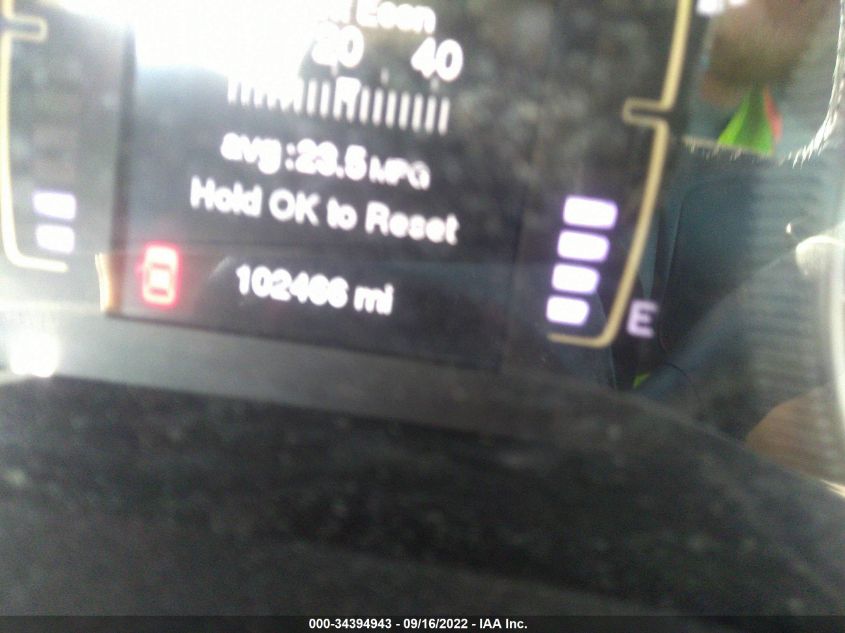 Econ
20 40
avg:23.5 MPG
Hold OK to Reset
102466 mi
E
000-34394943 - 09/16/2022 - IAA Inc.